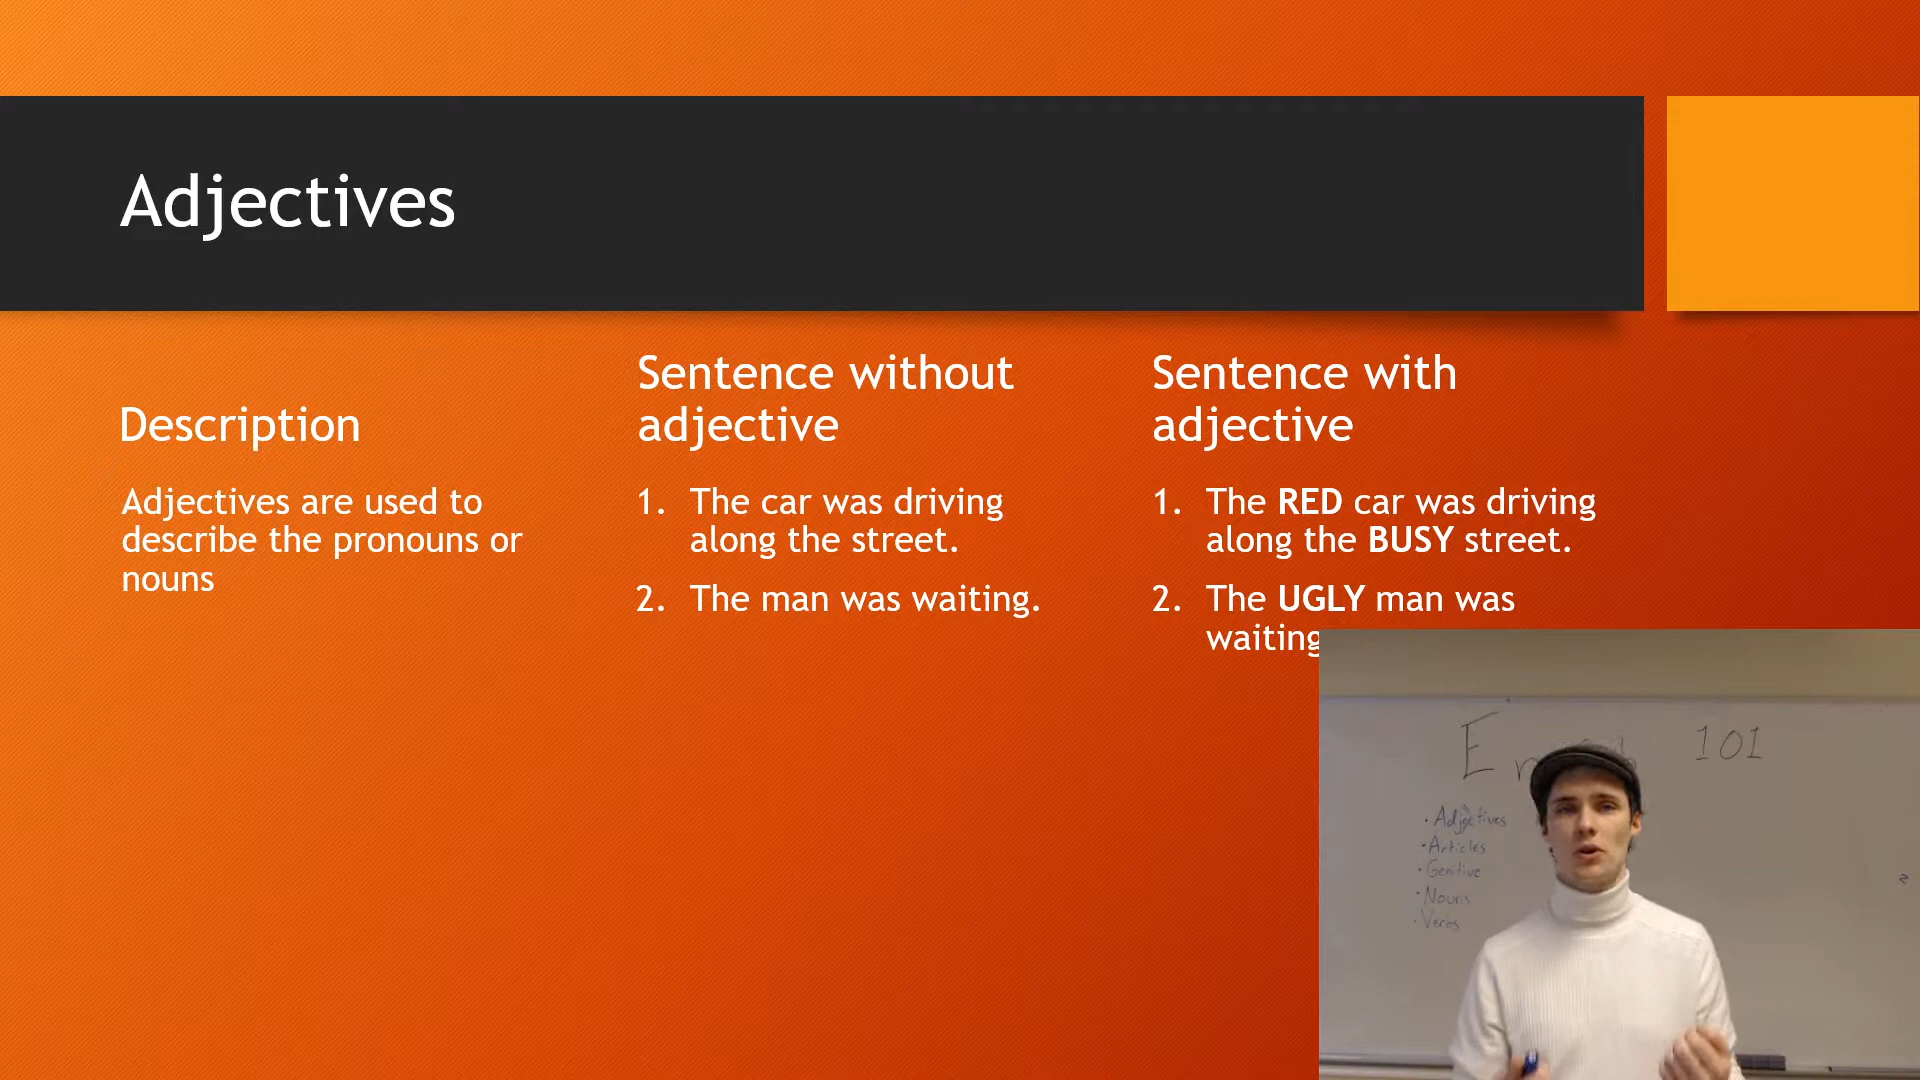 Adjectives
Description
Adjectives are used to
describe the pronouns or
nouns
Sentence without
adjective
1. The car was driving
along the street.
2. The man was waiting.
Sentence with
adjective
1. The RED car was driving
along the BUSY street.
2. The UGLY man was
waiting
101
• Adjectives
• Articles
• Genitive
• Nouns
• Verbs